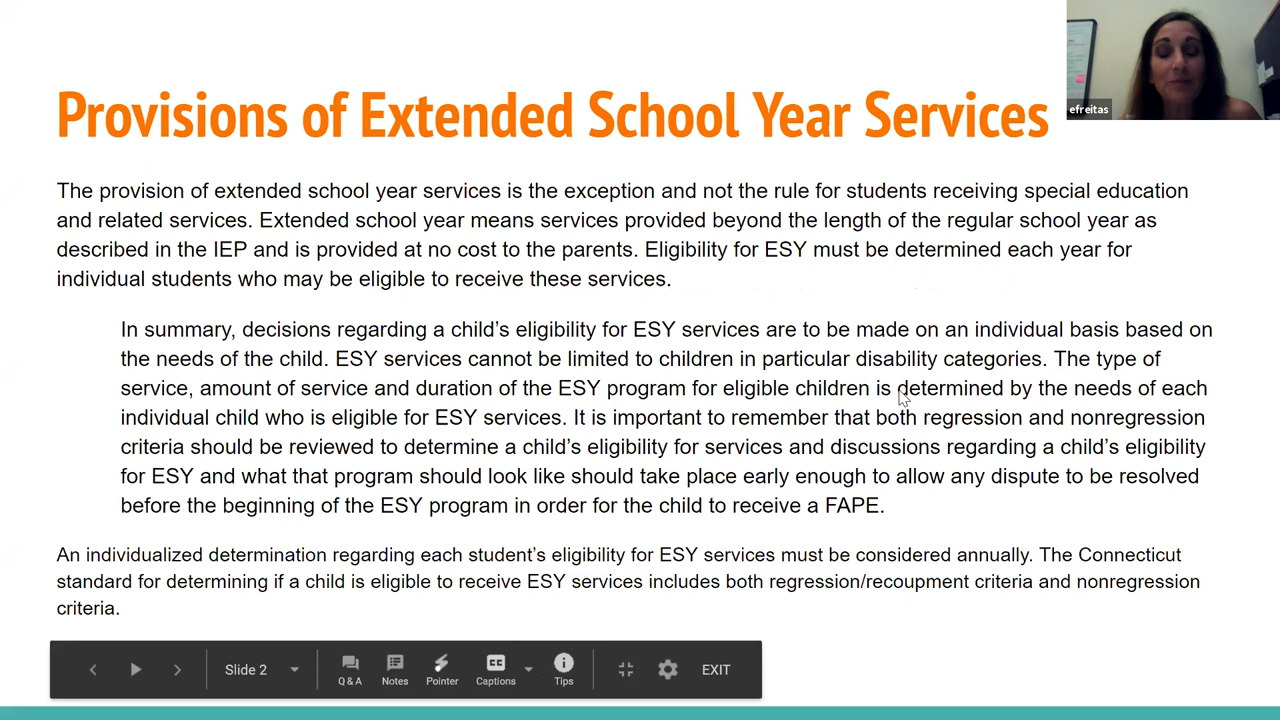 Provisions of Extended School Year Services
efreitas
The provision of extended school year services is the exception and not the rule for students receiving special education
and related services. Extended school year means services provided beyond the length of the regular school year as
described in the IEP and is provided at no cost to the parents. Eligibility for ESY must be determined each year for
individual students who may be eligible to receive these services.
In summary, decisions regarding a child’s eligibility for ESY services are to be made on an individual basis based on
the needs of the child. ESY services cannot be limited to children in particular disability categories. The type of
service, amount of service and duration of the ESY program for eligible children is determined by the needs of each
individual child who is eligible for ESY services. It is important to remember that both regression and nonregression
criteria should be reviewed to determine a child’s eligibility for services and discussions regarding a child’s eligibility
for ESY and what that program should look like should take place early enough to allow any dispute to be resolved
before the beginning of the ESY program in order for the child to receive a FAPE.
An individualized determination regarding each student’s eligibility for ESY services must be considered annually. The Connecticut
standard for determining if a child is eligible to receive ESY services includes both regression/recoupment criteria and nonregression
criteria.
Slide 2
Q & A
Notes
Pointer
CC
Captions
Tips
EXIT